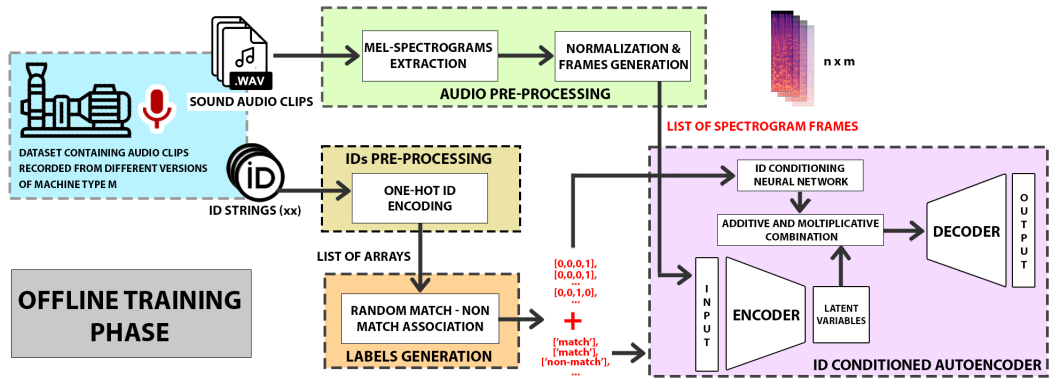 .WAV
SOUND AUDIO CLIPS
MEL-SPECTROGRAMS
EXTRACTION
NORMALIZATION &
FRAMES GENERATION
AUDIO PRE-PROCESSING
n x m
DATASET CONTAINING AUDIO CLIPS
RECORDED FROM DIFFERENT VERSIONS
OF MACHINE TYPE M
iD
ID STRINGS (xx)
IDs PRE-PROCESSING
ONE-HOT ID
ENCODING
LIST OF ARRAYS
LIST OF SPECTROGRAM FRAMES
ID CONDITIONING
NEURAL NETWORK
ADDITIVE AND MOLTIPLICATIVE
COMBINATION
DECODER
OUTPUT
INPUT
ENCODER
LATENT
VARIABLES
ID CONDITIONED AUTOENCODER
OFFLINE TRAINING
PHASE
RANDOM MATCH - NON
MATCH ASSOCIATION
LABELS GENERATION
[0,0,0,1],
[0,0,0,1],
...
[0,0,1,0],
...
+
['match'],
['match'],
['non-match'],
...